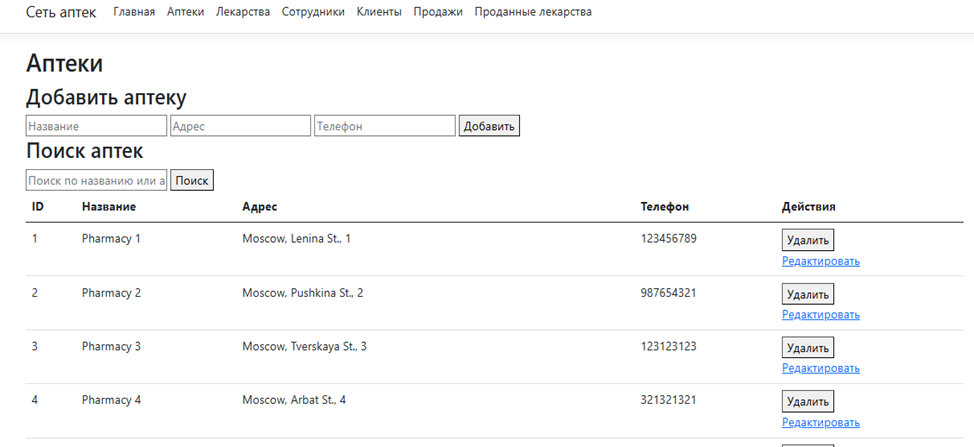 Сеть аптек Главная Аптеки Лекарства Сотрудники Клиенты Продажи Проданные лекарства
Аптеки
Добавить аптеку
Название Адрес Телефон Добавить
Поиск аптек
Поиск по названию или а Поиск
ID Название Адрес Телефон Действия
1 Pharmacy 1 Moscow, Lenina St., 1 123456789 Удалить
Редактировать
2 Pharmacy 2 Moscow, Pushkina St., 2 987654321 Удалить
Редактировать
3 Pharmacy 3 Moscow, Tverskaya St., 3 123123123 Удалить
Редактировать
4 Pharmacy 4 Moscow, Arbat St., 4 321321321 Удалить
Редактировать